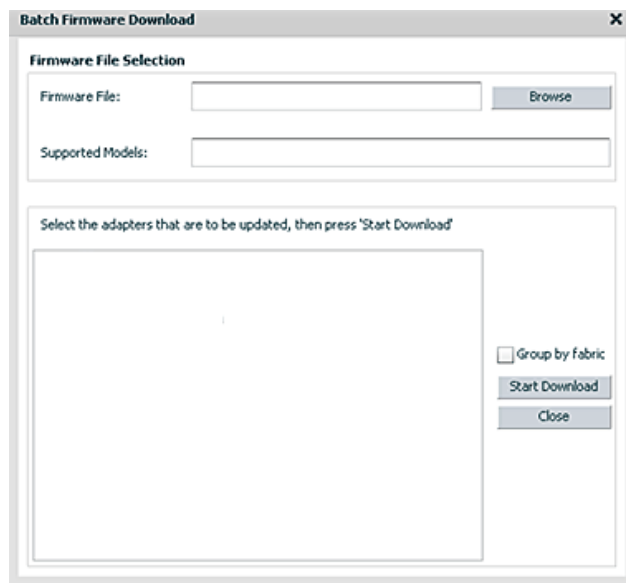 Batch Firmware Download
Firmware File Selection
Firmware File:
Browse
Supported Models:
Select the adapters that are to be updated, then press 'Start Download'
Group by fabric
Start Download
Close